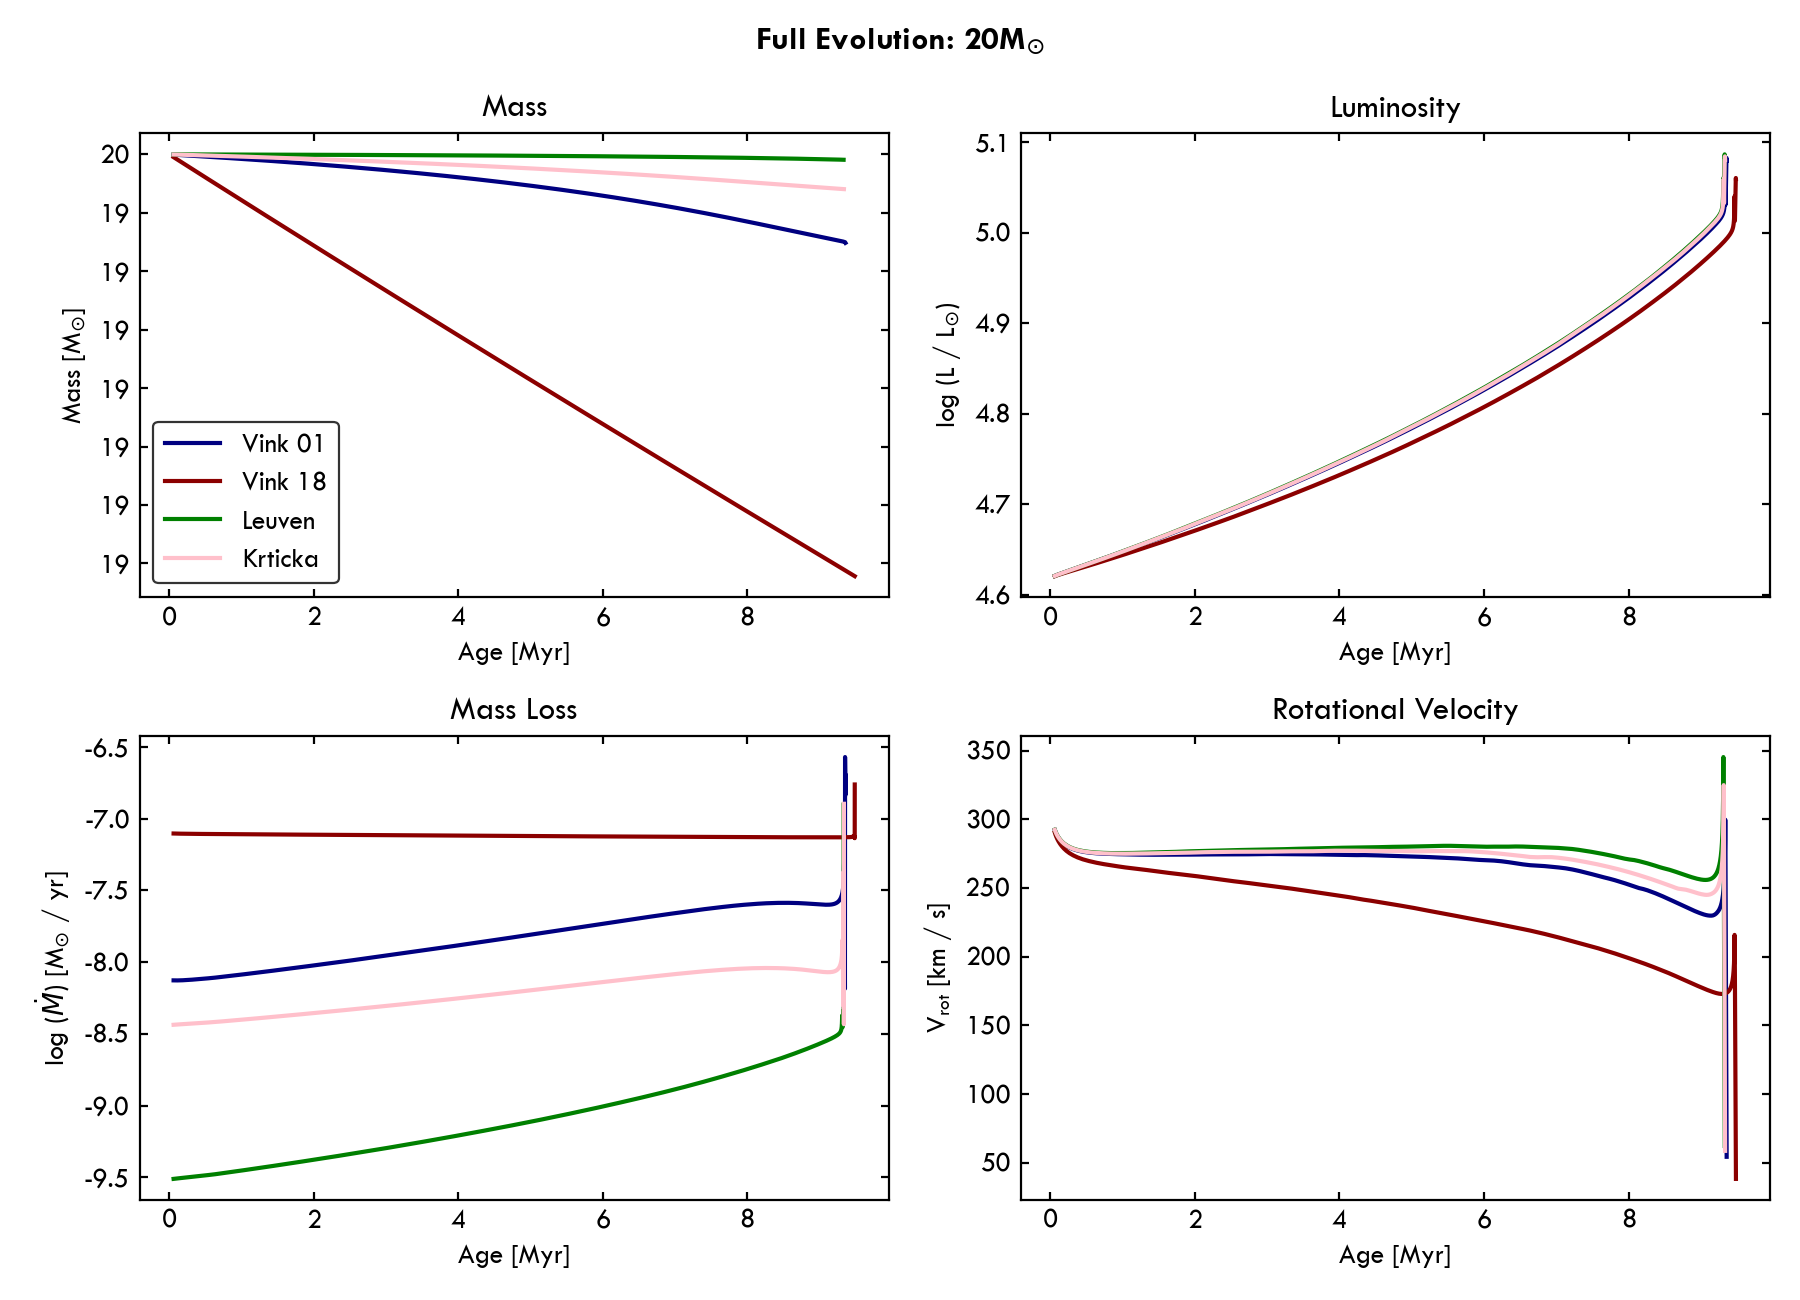 Full Evolution: 20M⊙
Mass
20
19
19
19
19
19
19
19
Mass [M⊙]
Vink 01
Vink 18
Leuven
Krticka
0 2 4 6 8
Age [Myr]
Luminosity
5.1
5.0
4.9
4.8
4.7
4.6
log (L / L⊙)
0 2 4 6 8
Age [Myr]
Mass Loss
-6.5
-7.0
-7.5
-8.0
-8.5
-9.0
-9.5
log (Ṁ) [M⊙ / yr]
0 2 4 6 8
Age [Myr]
Rotational Velocity
350
300
250
200
150
100
50
Vrot [km / s]
0 2 4 6 8
Age [Myr]